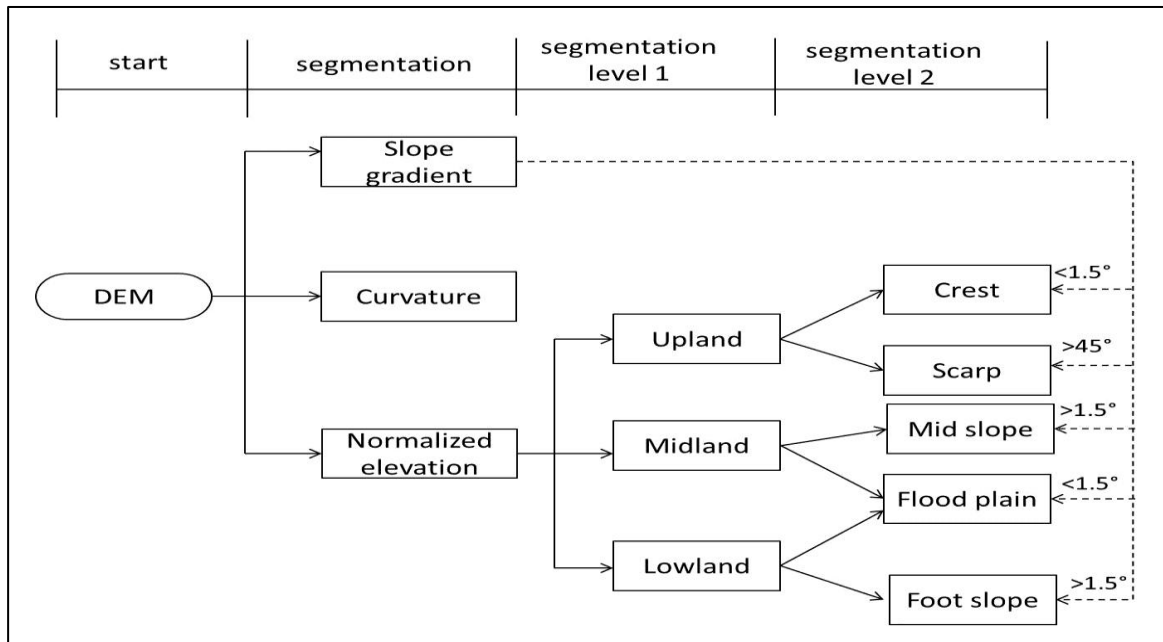 start
segmentation
segmentation
level 1
segmentation
level 2
Slope
gradient
DEM
Curvature
Normalized
elevation
Upland
Midland
Lowland
Crest
<1.5°
Scarp
>45°
Mid slope
>1.5°
Flood plain
<1.5°
Foot slope
>1.5°